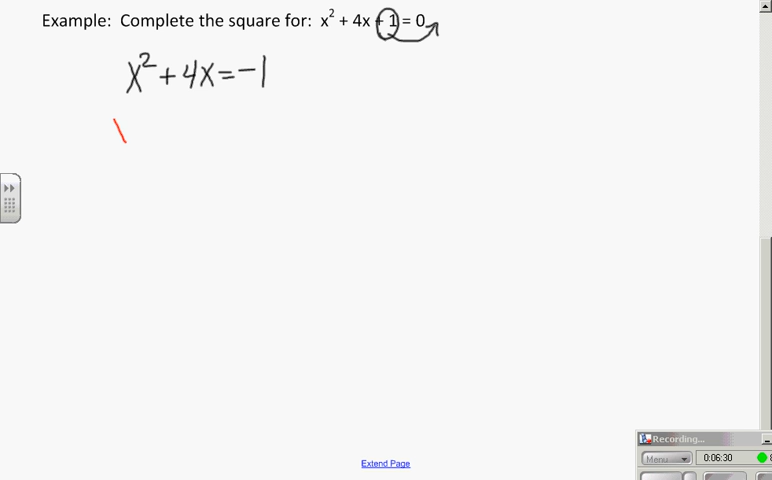 Example: Complete the square for: x² + 4x + 1 = 0
x² + 4x = -1
Recording...
Menu
0:06:30
Extend Page